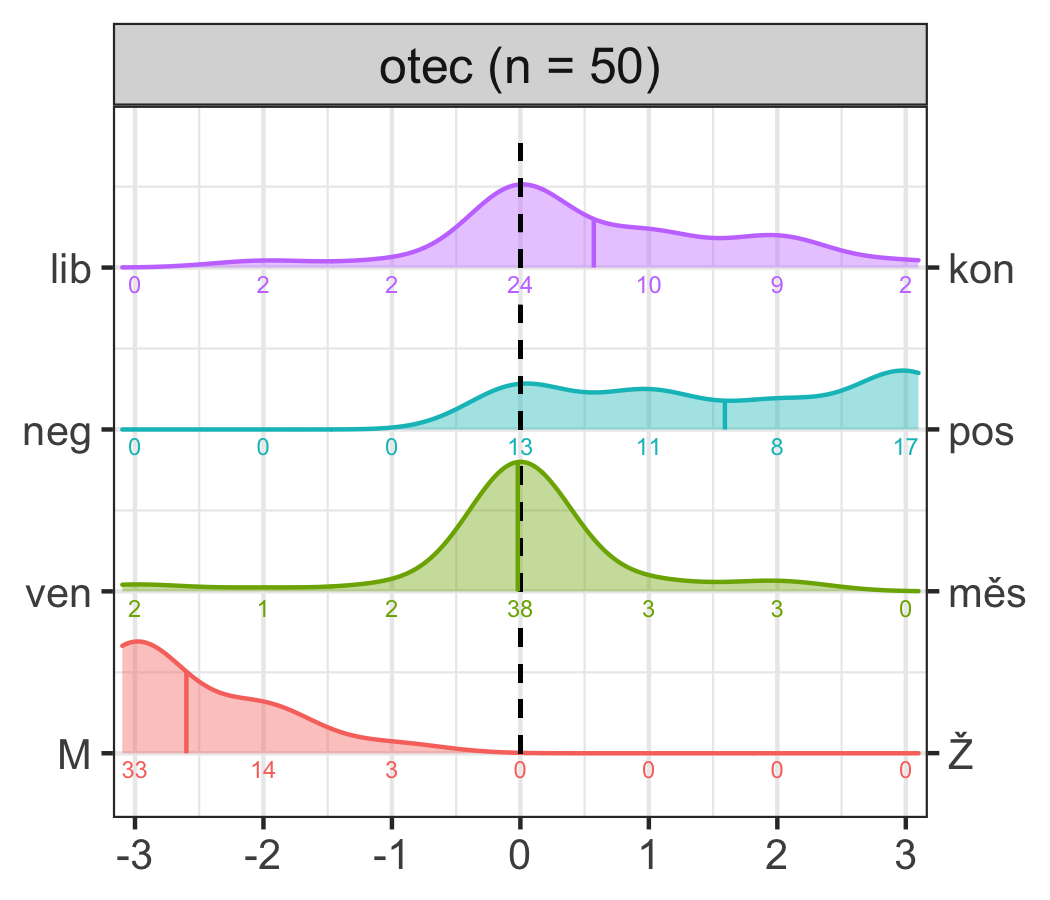 otec (n = 50)
lib kon
0 2 2 24 10 9 2
neg pos
0 0 0 13 11 8 17
ven měs
2 1 2 38 3 3 0
M Ž
33 14 3 0 0 0 0
-3 -2 -1 0 1 2 3